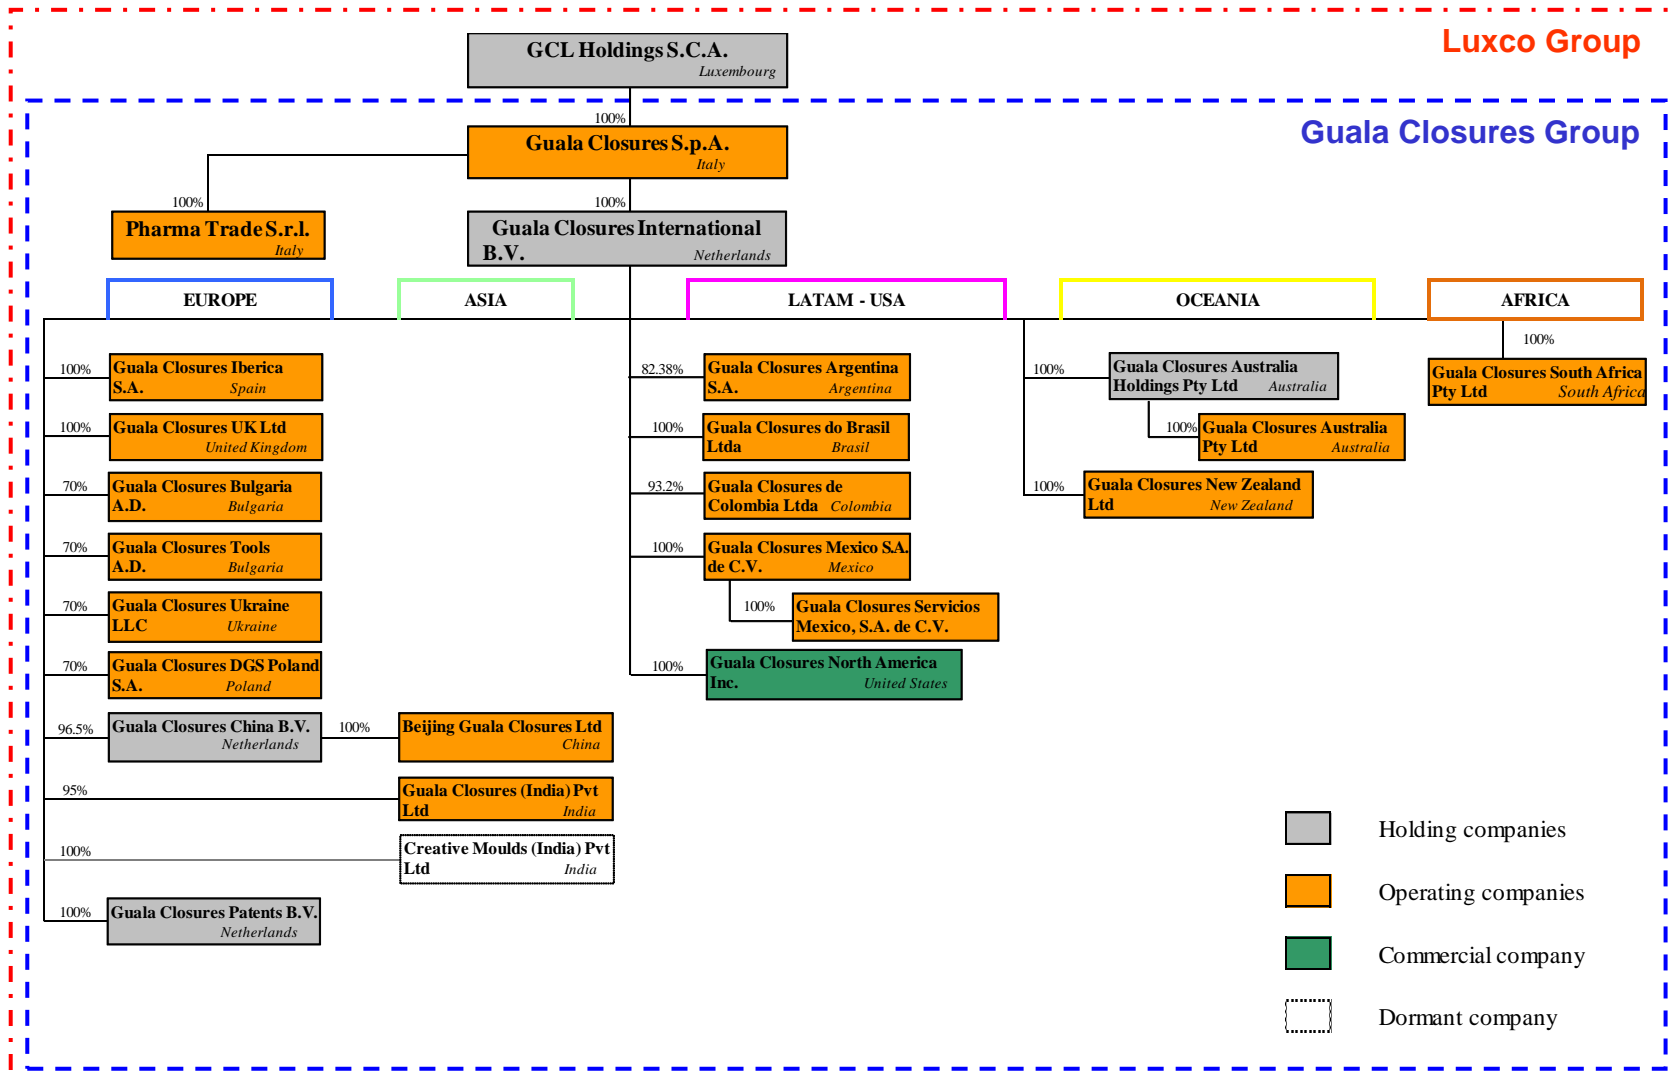 Luxco Group
GCL Holdings S.C.A.
Luxembourg
100%
Guala Closures Group
Guala Closures S.p.A.
Italy
100%
100%
Pharma Trade S.r.l.
Italy
Guala Closures International
B.V. Netherlands
EUROPE
ASIA
LATAM - USA
OCEANIA
AFRICA
100%
Guala Closures Iberica
S.A. Spain
100%
Guala Closures UK Ltd
United Kingdom
70%
Guala Closures Bulgaria
A.D. Bulgaria
70%
Guala Closures Tools
A.D. Bulgaria
70%
Guala Closures Ukraine
LLC Ukraine
70%
Guala Closures DGS Poland
S.A. Poland
96.5%
Guala Closures China B.V.
Netherlands
100%
Beijing Guala Closures Ltd
China
95%
Guala Closures (India) Pvt
Ltd India
100%
Creative Moulds (India) Pvt
Ltd India
100%
Guala Closures Patents B.V.
Netherlands
82.38%
Guala Closures Argentina
S.A. Argentina
100%
Guala Closures do Brasil
Ltda Brasil
93.2%
Guala Closures de
Colombia Ltda Colombia
100%
Guala Closures Mexico S.A.
de C.V. Mexico
100%
Guala Closures Servicios
Mexico, S.A. de C.V.
100%
Guala Closures North America
Inc. United States
100%
Guala Closures Australia
Holdings Pty Ltd Australia
100%
Guala Closures Australia
Pty Ltd Australia
100%
Guala Closures New Zealand
Ltd New Zealand
100%
Guala Closures South Africa
Pty Ltd South Africa
Holding companies
Operating companies
Commercial company
Dormant company